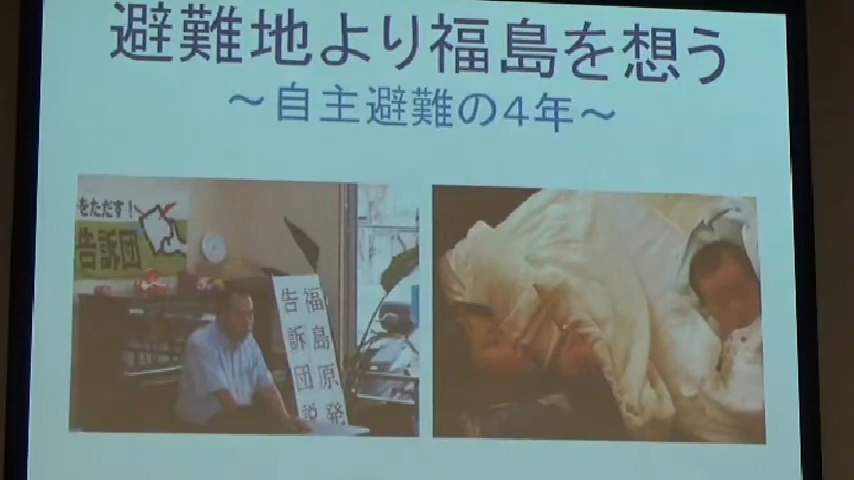 避難地より福島を想う
～自主避難の4年～
をただす!
告訴団
福島原発
告訴団説